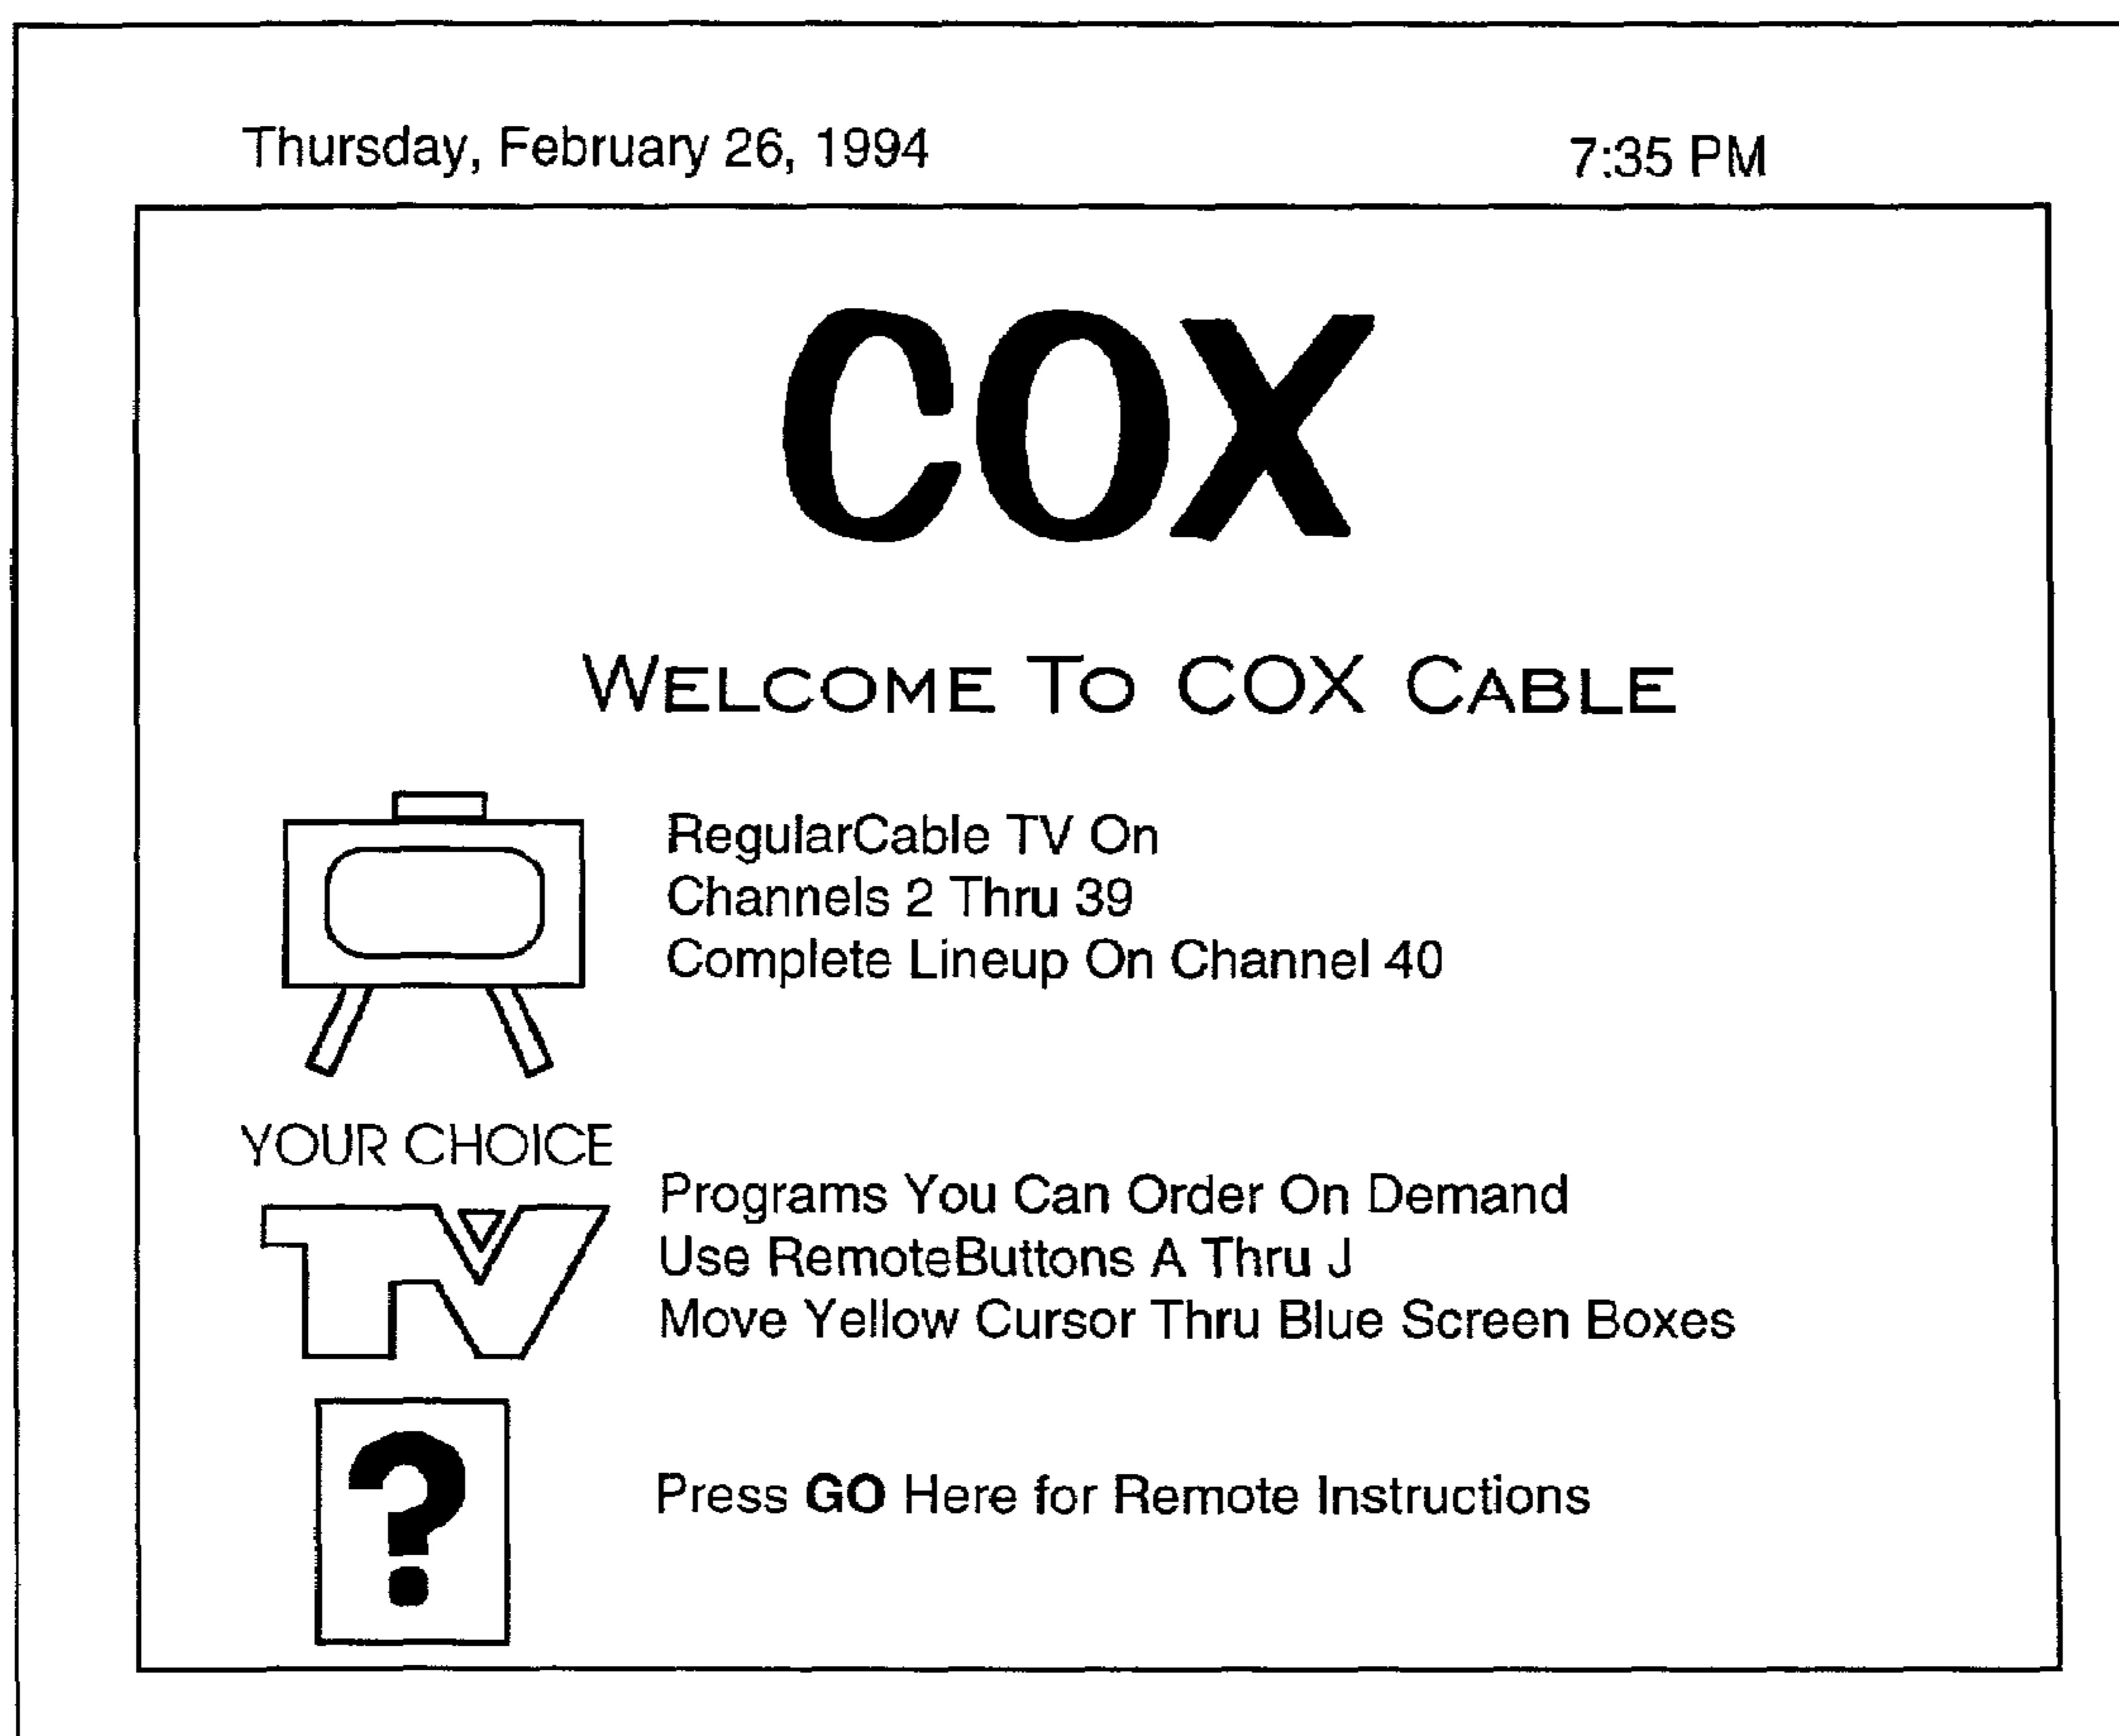 Thursday, February 26, 1994 7:35 PM
COX
WELCOME TO COX CABLE
RegularCable TV On
Channels 2 Thru 39
Complete Lineup On Channel 40
YOUR CHOICE
TV
Programs You Can Order On Demand
Use RemoteButtons A Thru J
Move Yellow Cursor Thru Blue Screen Boxes
?
Press GO Here for Remote Instructions